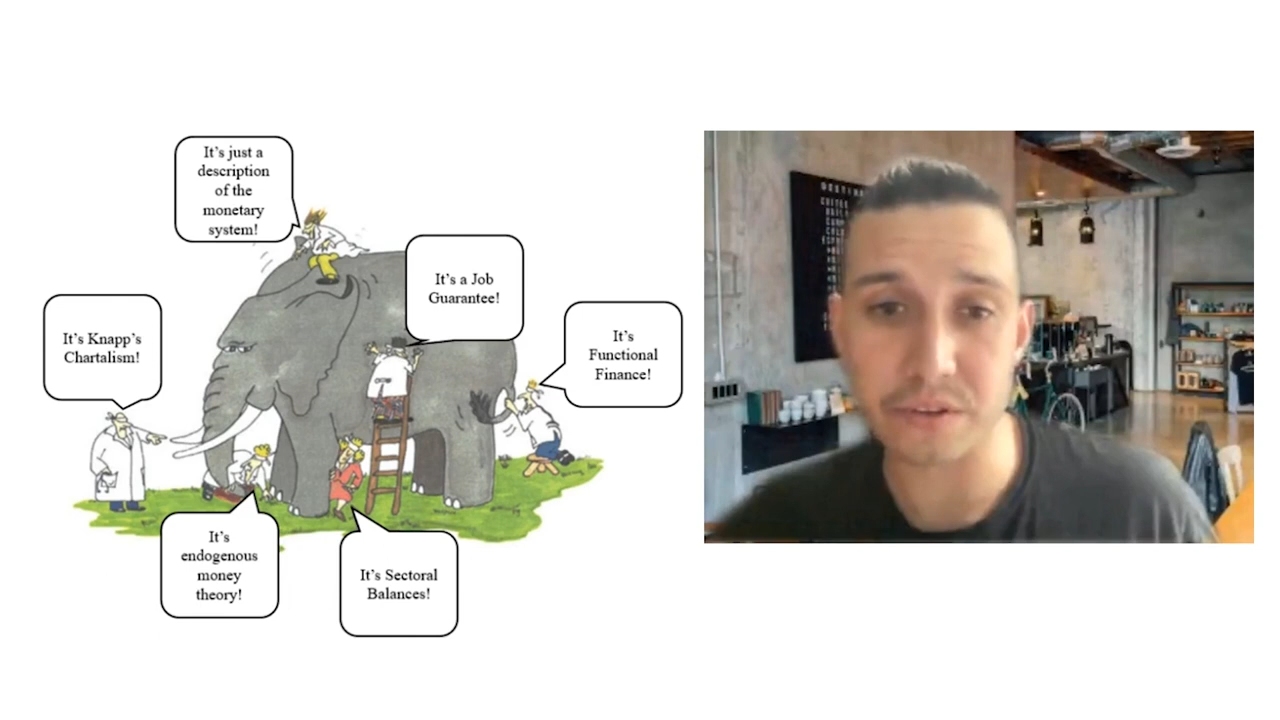 It's just a
description
of the
monetary
system!
It's a Job
Guarantee!
It's Knapp's
Chartalism!
It's
Functional
Finance!
It's
endogenous
money
theory!
It's Sectoral
Balances!